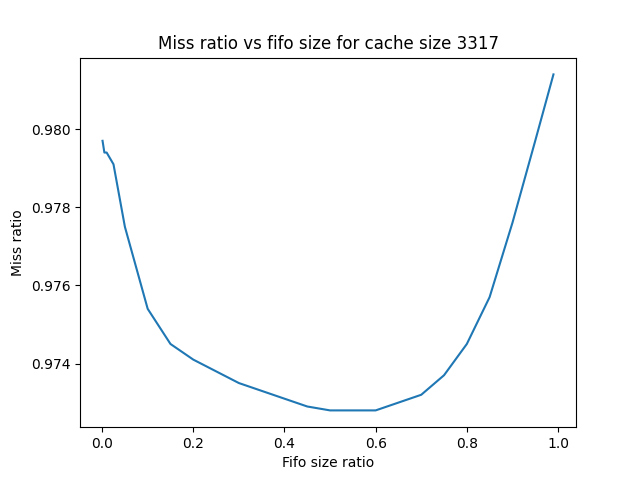 Miss ratio vs fifo size for cache size 3317
0.980
0.978
0.976
0.974
Miss ratio
0.0 0.2 0.4 0.6 0.8 1.0
Fifo size ratio